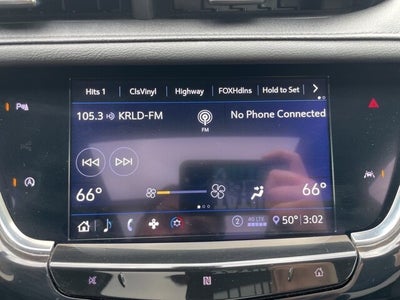 Hits 1 ClsVinyl Highway FOXHdlns Hold to Set
105.3 KRLD-FM No Phone Connected
FM
66° 66°
2 4G LTE 50° 3:02